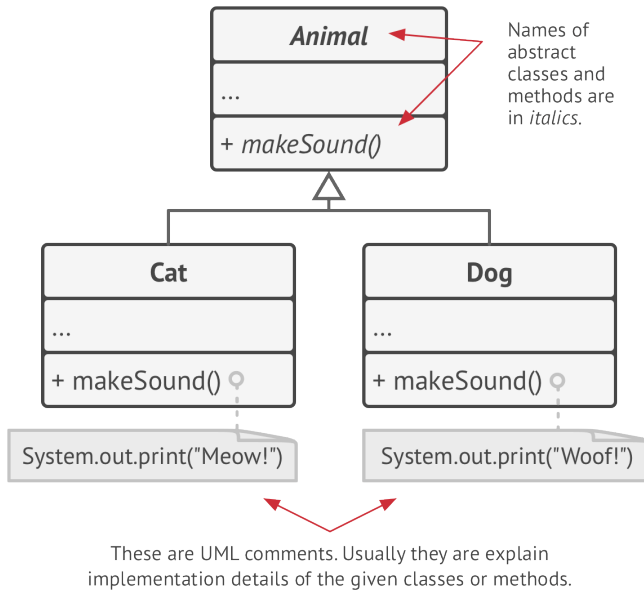 Animal
...
+ makeSound()
Names of
abstract
classes and
methods are
in italics.
Cat
...
+ makeSound()
System.out.print("Meow!")
Dog
...
+ makeSound()
System.out.print("Woof!")
These are UML comments. Usually they are explain
implementation details of the given classes or methods.